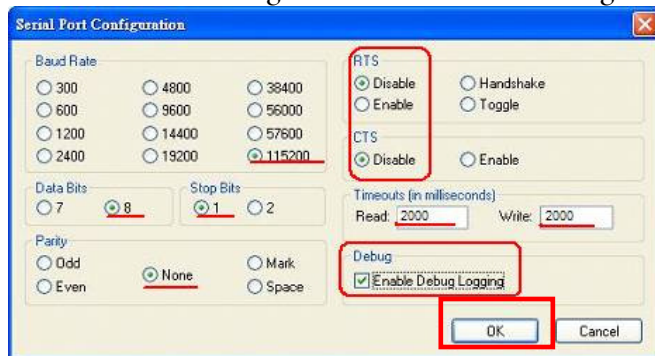 Serial Port Configuration
Baud Rate
300 4800 38400
600 9600 56000
1200 14400 57600
2400 19200 115200
Data Bits
7 8
Stop Bits
1 2
Parity
Odd None Mark
Even Space
RTS
Disable Handshake
Enable Toggle
CTS
Disable Enable
Timeouts (in milliseconds)
Read: 2000 Write: 2000
Debug
Enable Debug Logging
OK Cancel